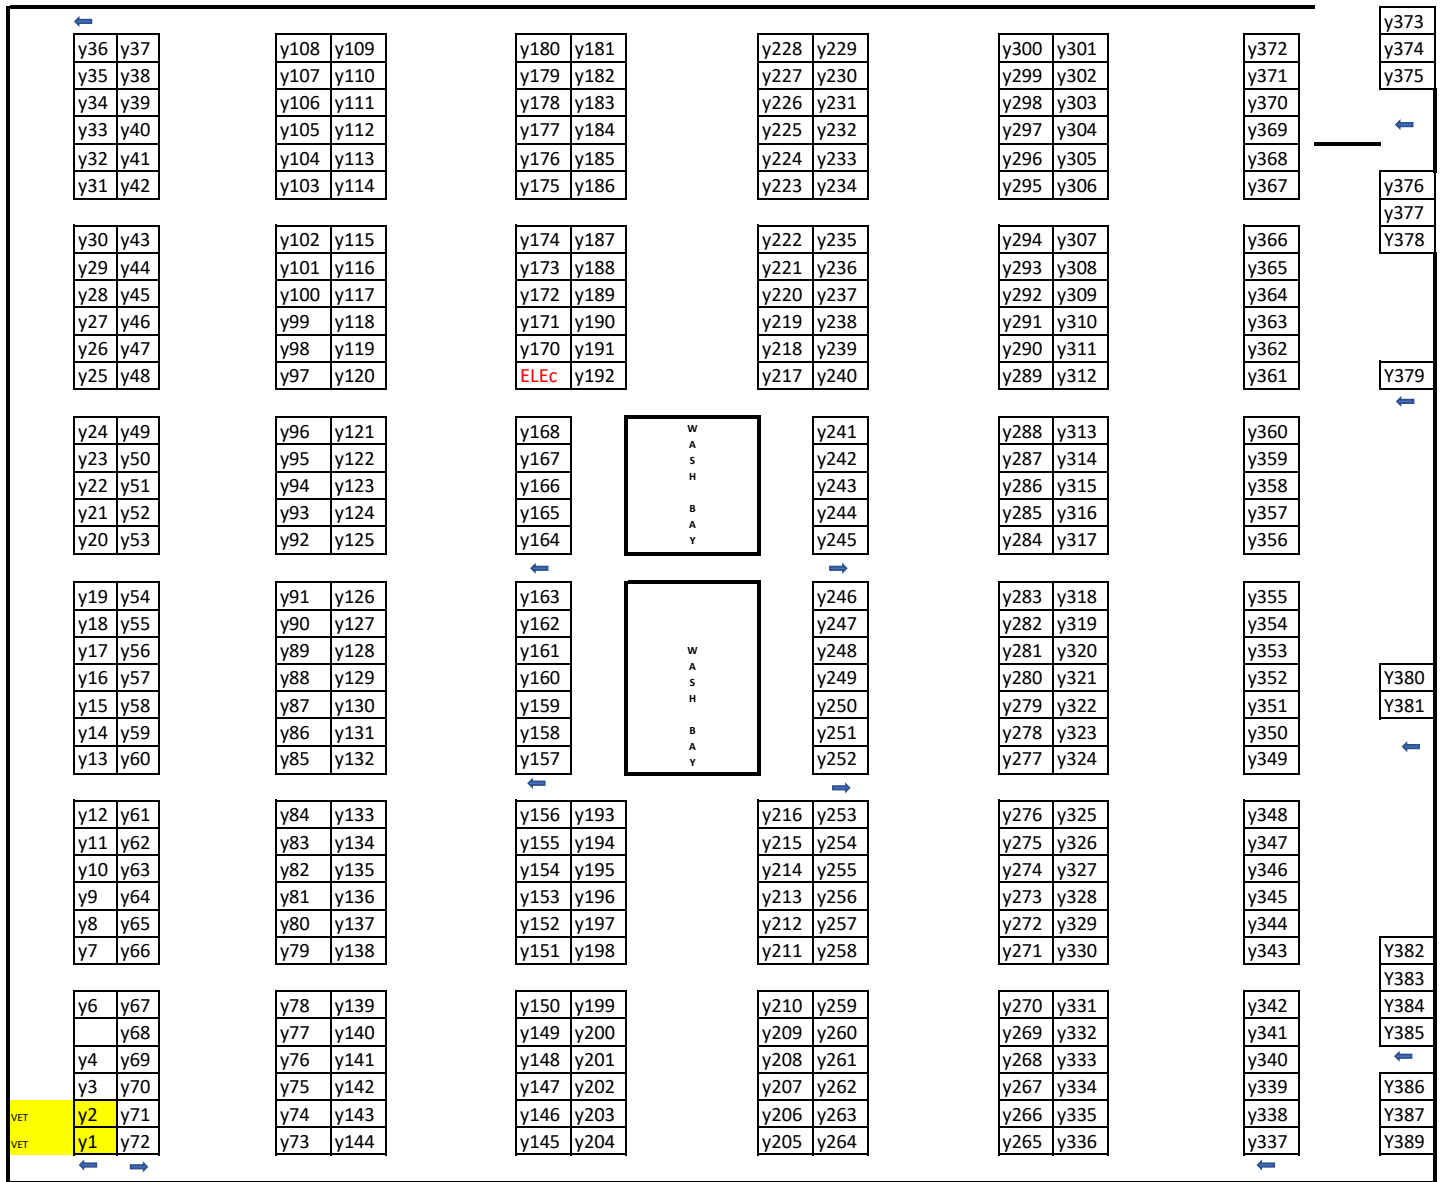 y373
y36 y37 y108 y109 y180 y181 y228 y229 y300 y301 y372 y374
y35 y38 y107 y110 y179 y182 y227 y230 y299 y302 y371 y375
y34 y39 y106 y111 y178 y183 y226 y231 y298 y303 y370
y33 y40 y105 y112 y177 y184 y225 y232 y297 y304 y369
y32 y41 y104 y113 y176 y185 y224 y233 y296 y305 y368
y31 y42 y103 y114 y175 y186 y223 y234 y295 y306 y367 y376
y377
y30 y43 y102 y115 y174 y187 y222 y235 y294 y307 y366 Y378
y29 y44 y101 y116 y173 y188 y221 y236 y293 y308 y365
y28 y45 y100 y117 y172 y189 y220 y237 y292 y309 y364
y27 y46 y99 y118 y171 y190 y219 y238 y291 y310 y363
y26 y47 y98 y119 y170 y191 y218 y239 y290 y311 y362
y25 y48 y97 y120 ELEc y192 y217 y240 y289 y312 y361 Y379
y24 y49 y96 y121 y168 WASH BAY y241 y288 y313 y360
y23 y50 y95 y122 y167 y242 y287 y314 y359
y22 y51 y94 y123 y166 y243 y286 y315 y358
y21 y52 y93 y124 y165 y244 y285 y316 y357
y20 y53 y92 y125 y164 y245 y284 y317 y356
y19 y54 y91 y126 y163 WASH BAY y246 y283 y318 y355
y18 y55 y90 y127 y162 y247 y282 y319 y354
y17 y56 y89 y128 y161 y248 y281 y320 y353
y16 y57 y88 y129 y160 y249 y280 y321 y352 Y380
y15 y58 y87 y130 y159 y250 y279 y322 y351 Y381
y14 y59 y86 y131 y158 y251 y278 y323 y350
y13 y60 y85 y132 y157 y252 y277 y324 y349
y12 y61 y84 y133 y156 y193 y216 y253 y276 y325 y348
y11 y62 y83 y134 y155 y194 y215 y254 y275 y326 y347
y10 y63 y82 y135 y154 y195 y214 y255 y274 y327 y346
y9 y64 y81 y136 y153 y196 y213 y256 y273 y328 y345
y8 y65 y80 y137 y152 y197 y212 y257 y272 y329 y344
y7 y66 y79 y138 y151 y198 y211 y258 y271 y330 y343 Y382
Y383
y6 y67 y78 y139 y150 y199 y210 y259 y270 y331 y342 Y384
y68 y77 y140 y149 y200 y209 y260 y269 y332 y341 Y385
y4 y69 y76 y141 y148 y201 y208 y261 y268 y333 y340
y3 y70 y75 y142 y147 y202 y207 y262 y267 y334 y339 Y386
VET y2 y71 y74 y143 y146 y203 y206 y263 y266 y335 y338 Y387
VET y1 y72 y73 y144 y145 y204 y205 y264 y265 y336 y337 Y389